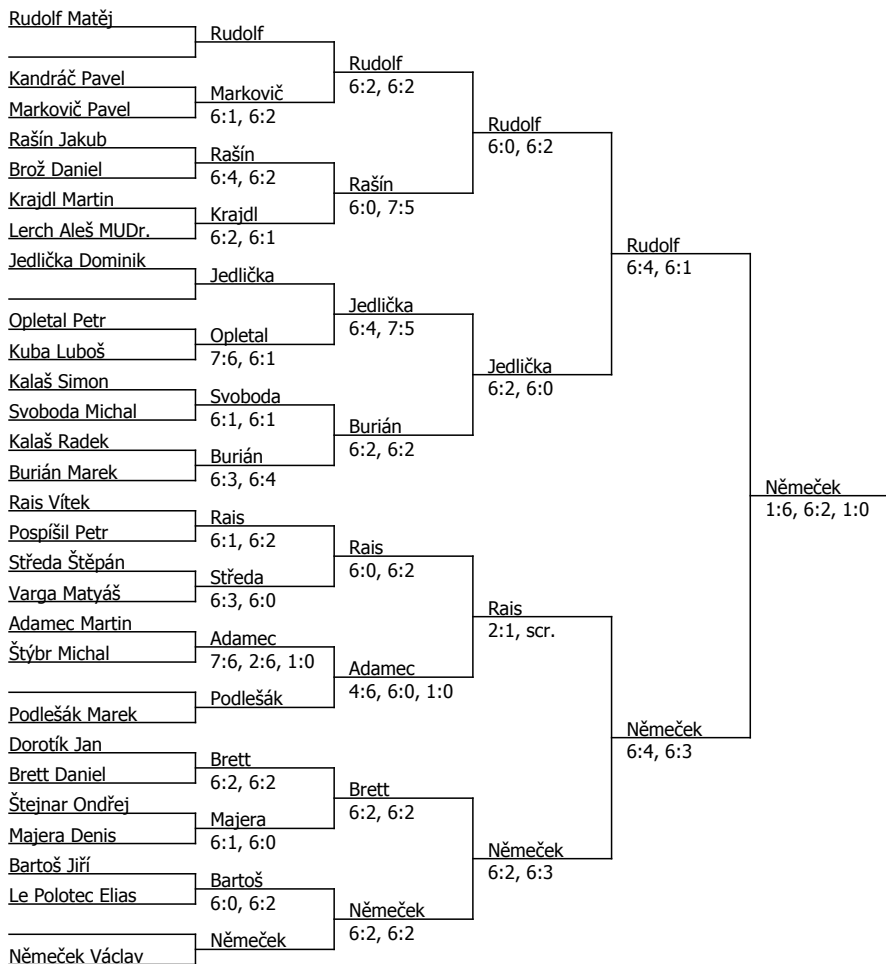 Rudolf Matěj
Kandráč Pavel
Markovič Pavel
Rašín Jakub
Brož Daniel
Krajdl Martin
Lerch Aleš MUDr.
Jedlička Dominik
Opletal Petr
Kuba Luboš
Kalaš Simon
Svoboda Michal
Kalaš Radek
Burián Marek
Rais Vítek
Pospíšil Petr
Středa Štěpán
Varga Matyáš
Adamec Martin
Štýbr Michal
Podlešák Marek
Dorotík Jan
Brett Daniel
Štejnar Ondřej
Majera Denis
Bartoš Jiří
Le Polotec Elias
Němeček Václav
Rudolf
Markovič
6:1, 6:2
Rašín
6:4, 6:2
Krajdl
6:2, 6:1
Jedlička
Opletal
7:6, 6:1
Svoboda
6:1, 6:1
Burián
6:3, 6:4
Rais
6:1, 6:2
Středa
6:3, 6:0
Adamec
7:6, 2:6, 1:0
Podlešák
Brett
6:2, 6:2
Majera
6:1, 6:0
Bartoš
6:0, 6:2
Němeček
Rudolf
6:2, 6:2
Rašín
6:0, 7:5
Jedlička
6:4, 7:5
Burián
6:2, 6:2
Rais
6:0, 6:2
Adamec
4:6, 6:0, 1:0
Brett
6:2, 6:2
Němeček
6:2, 6:2
Rudolf
6:0, 6:2
Jedlička
6:2, 6:0
Rais
2:1, scr.
Němeček
6:2, 6:3
Rudolf
6:4, 6:1
Němeček
6:4, 6:3
Němeček
1:6, 6:2, 1:0